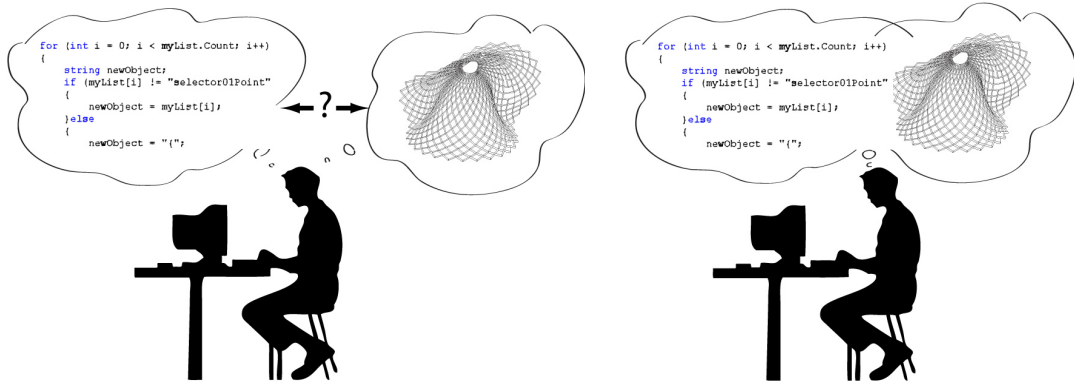 for (int i = 0; i < myList.Count; i++)
{
string newObject;
if (myList[i] != "selector01Point"
{
newObject = myList[i];
}else
{
newObject = "{";
?
for (int i = 0; i < myList.Count; i++)
{
string newObject;
if (myList[i] != "selector01Point"
{
newObject = myList[i];
}else
{
newObject = "{";